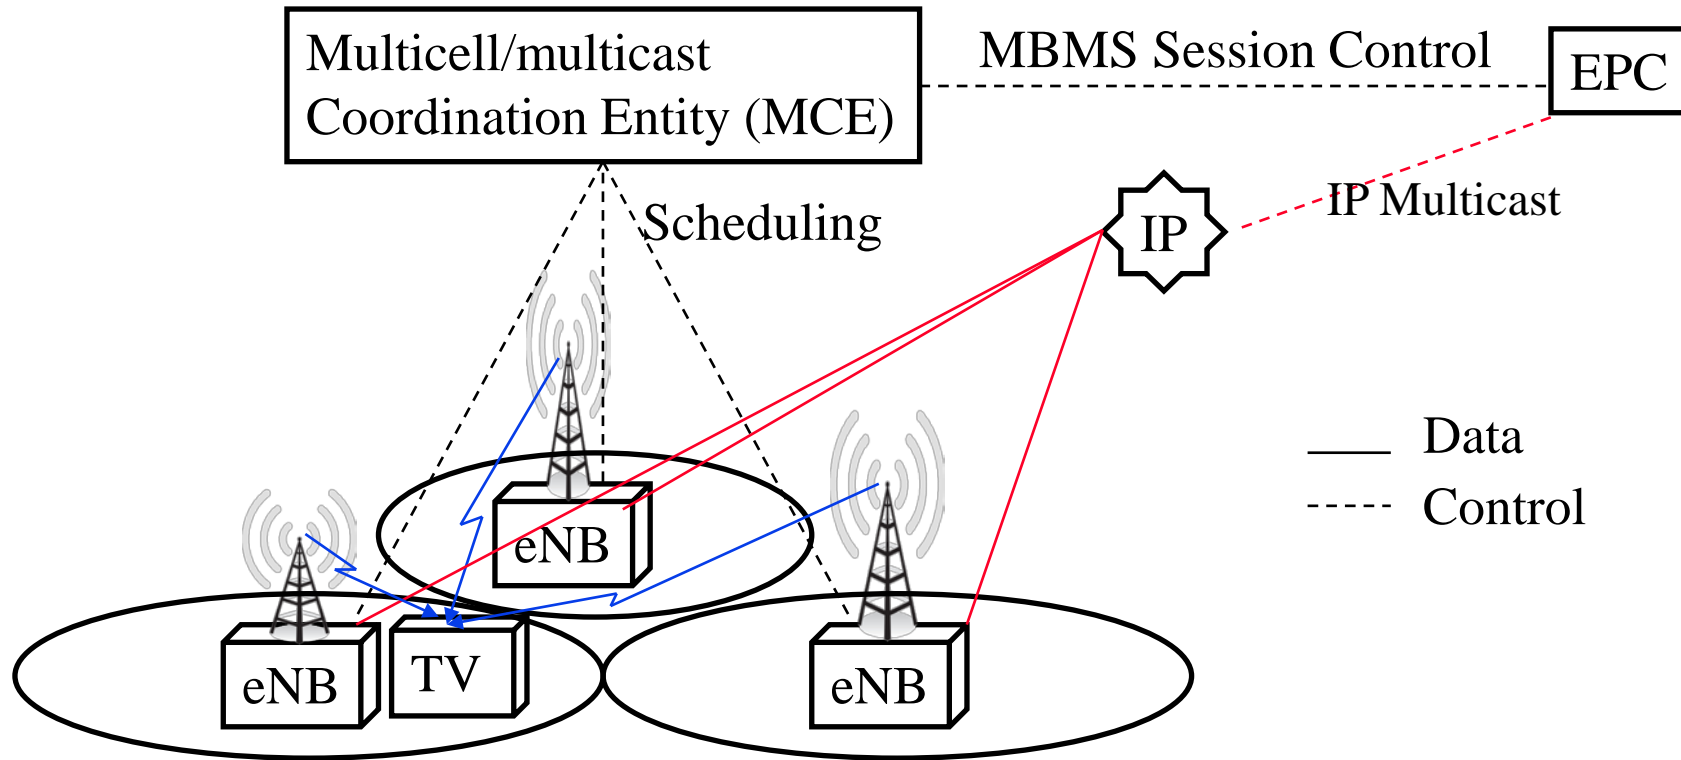 Multicell/multicast
Coordination Entity (MCE)
MBMS Session Control
EPC
IP Multicast
IP
Scheduling
Data
Control
eNB
eNB
TV
eNB